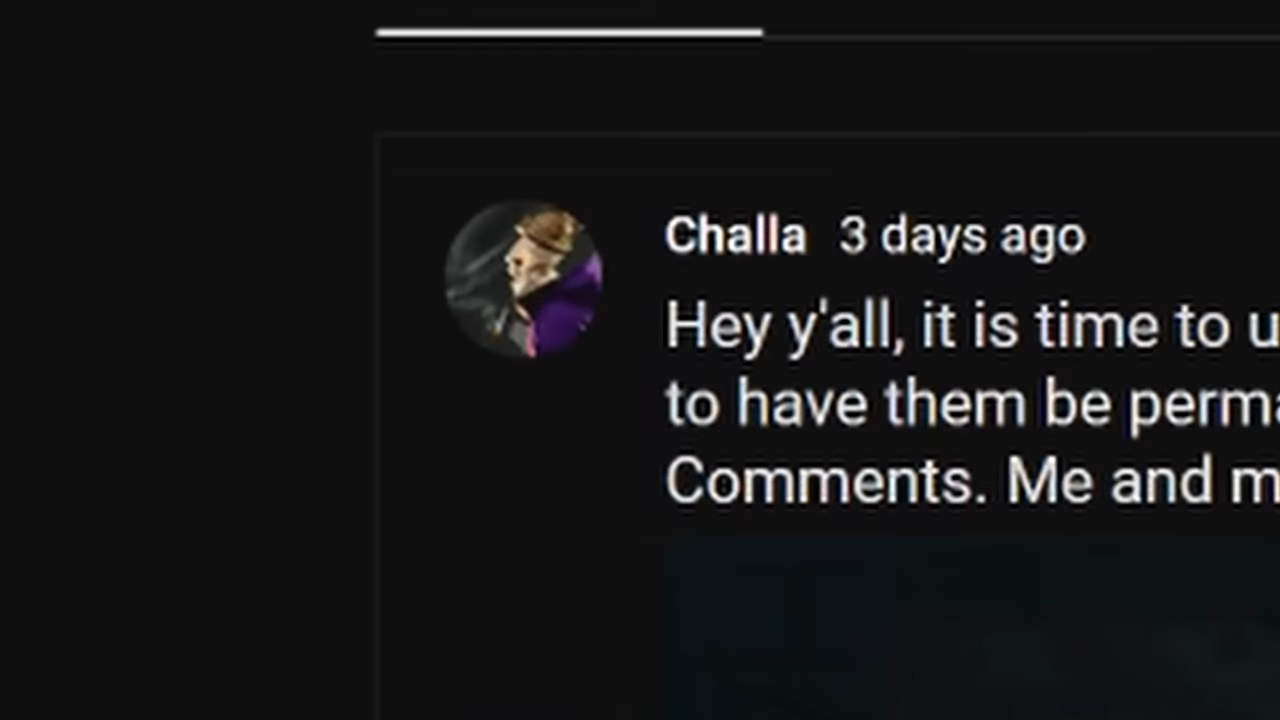 Challa 3 days ago
Hey y'all, it is time to
to have them be
Comments. Me and